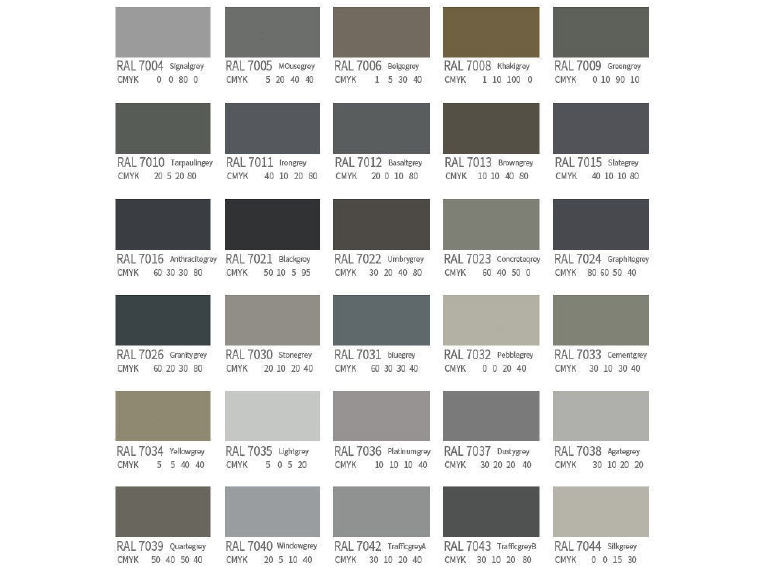 RAL 7004 Signalgrey
CMYK 0 0 80 0
RAL 7005 MOusegrey
CMYK 5 20 40 40
RAL 7006 Beigegrey
CMYK 1 5 30 40
RAL 7008 Khakigrey
CMYK 1 10 100 0
RAL 7009 Greengrey
CMYK 0 10 90 10
RAL 7010 Tarpaulingey
CMYK 20 5 20 80
RAL 7011 Irongrey
CMYK 40 10 20 80
RAL 7012 Basaltgrey
CMYK 20 0 10 80
RAL 7013 Browngrey
CMYK 10 10 40 80
RAL 7015 Slategrey
CMYK 40 10 10 80
RAL 7016 Anthracitegrey
CMYK 60 30 30 80
RAL 7021 Blackgrey
CMYK 50 10 5 95
RAL 7022 Umbrygrey
CMYK 30 20 40 80
RAL 7023 Concretegrey
CMYK 60 40 50 0
RAL 7024 Graphitegrey
CMYK 80 60 50 40
RAL 7026 Granitygrey
CMYK 60 20 30 80
RAL 7030 Stonegrey
CMYK 20 10 20 40
RAL 7031 bluegrey
CMYK 60 30 30 40
RAL 7032 Pebblegrey
CMYK 0 0 20 40
RAL 7033 Cementgrey
CMYK 30 10 30 40
RAL 7034 Yellowgrey
CMYK 5 5 40 40
RAL 7035 Lightgrey
CMYK 5 0 5 20
RAL 7036 Platinumgrey
CMYK 10 10 10 40
RAL 7037 Dustygrey
CMYK 30 20 20 40
RAL 7038 Agategrey
CMYK 30 10 20 20
RAL 7039 Quartegrey
CMYK 50 40 50 40
RAL 7040 Windowgrey
CMYK 20 5 10 40
RAL 7042 TrafficgreyA
CMYK 30 10 20 40
RAL 7043 TrafficgreyB
CMYK 30 10 20 80
RAL 7044 Silkgreey
CMYK 0 0 15 30